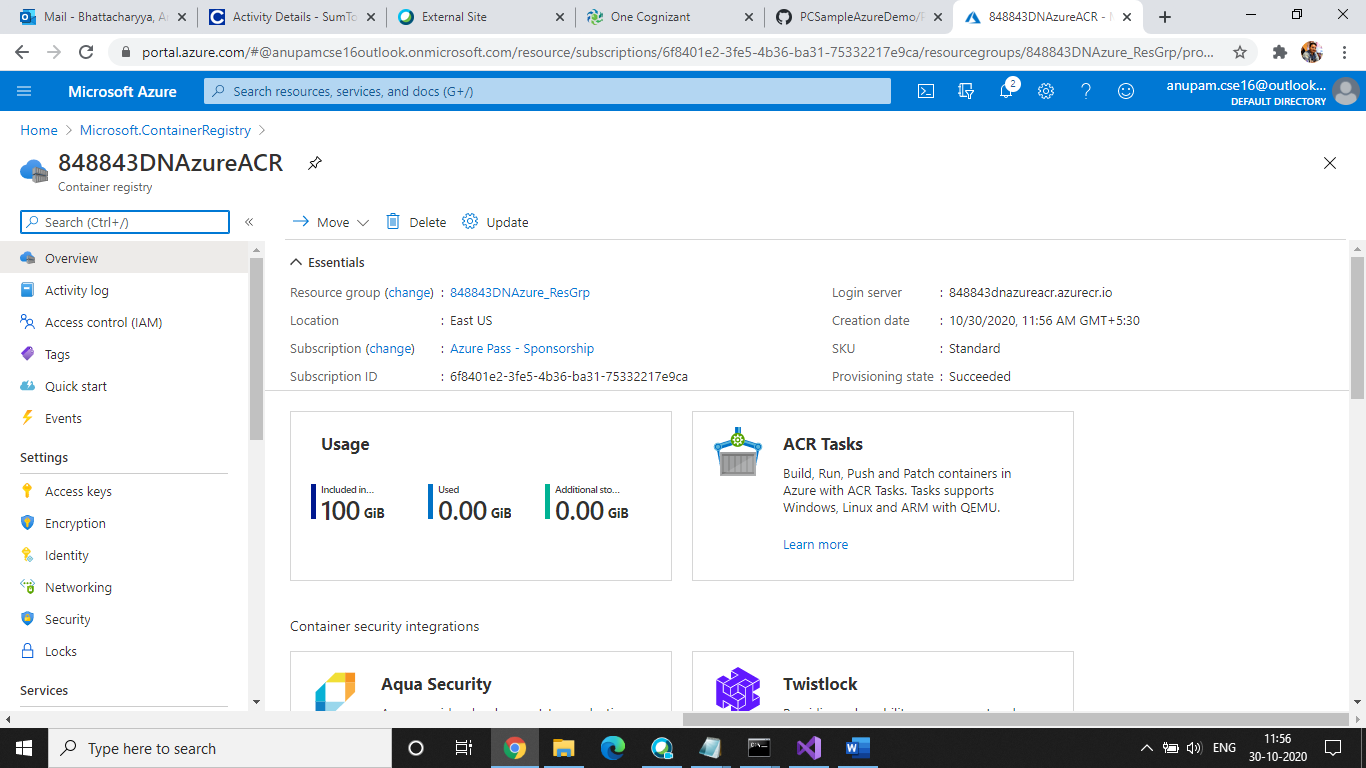 Mail - Bhattacharyya, A
Activity Details - SumTo
External Site
One Cognizant
PCSampleAzureDemo/
848843DNAzureACR -
portal.azure.com/#@anupamcse16outlook.onmicrosoft.com/resource/subscriptions/6f8401e2-3fe5-4b36-ba31-75332217e9ca/resourcegroups/848843DNAzure_ResGrp/pro...
Microsoft Azure
Search resources, services, and docs (G+/)
2
anupam.cse16@outlook...
DEFAULT DIRECTORY
Home > Microsoft.ContainerRegistry >
848843DNAzureACR
Container registry
Search (Ctrl+/)
«
Overview
Activity log
Access control (IAM)
Tags
Quick start
Events
Settings
Access keys
Encryption
Identity
Networking
Security
Locks
Services
Move
Delete
Update
Essentials
Resource group (change) : 848843DNAzure_ResGrp
Location : East US
Subscription (change) : Azure Pass - Sponsorship
Subscription ID : 6f8401e2-3fe5-4b36-ba31-75332217e9ca
Login server : 848843dnazureacr.azurecr.io
Creation date : 10/30/2020, 11:56 AM GMT+5:30
SKU : Standard
Provisioning state : Succeeded
Usage
Included in...
100 GiB
Used
0.00 GiB
Additional sto...
0.00 GiB
ACR Tasks
Build, Run, Push and Patch containers in
Azure with ACR Tasks. Tasks supports
Windows, Linux and ARM with QEMU.
Learn more
Container security integrations
Aqua Security
Twistlock
Type here to search
ENG
11:56
30-10-2020